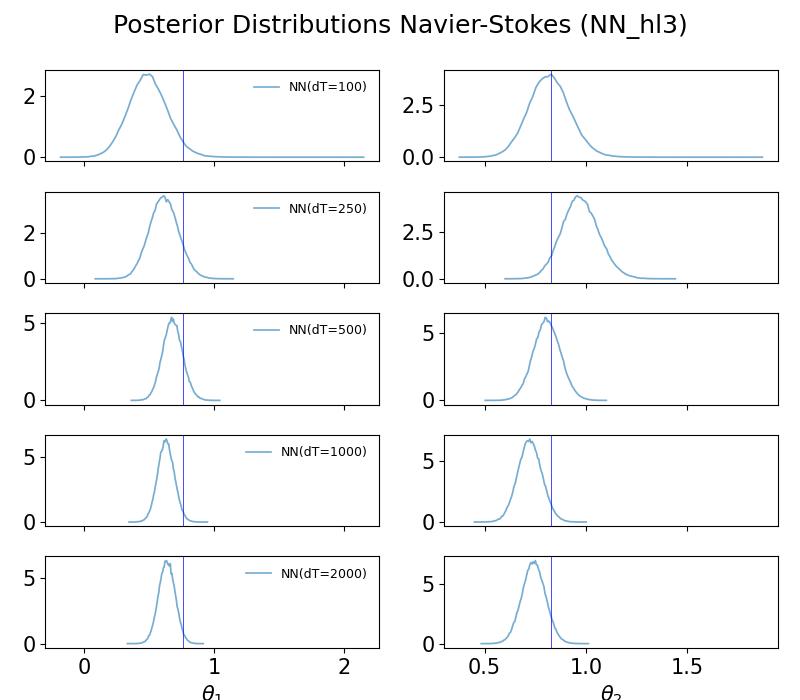 Posterior Distributions Navier-Stokes (NN_hl3)
2
0
NN(dT=100)
2.5
0.0
2
0
NN(dT=250)
2.5
0.0
5
0
NN(dT=500)
5
0
5
0
NN(dT=1000)
5
0
5
0
NN(dT=2000)
5
0
0 1 2
0.5 1.0 1.5
θ1 θ2